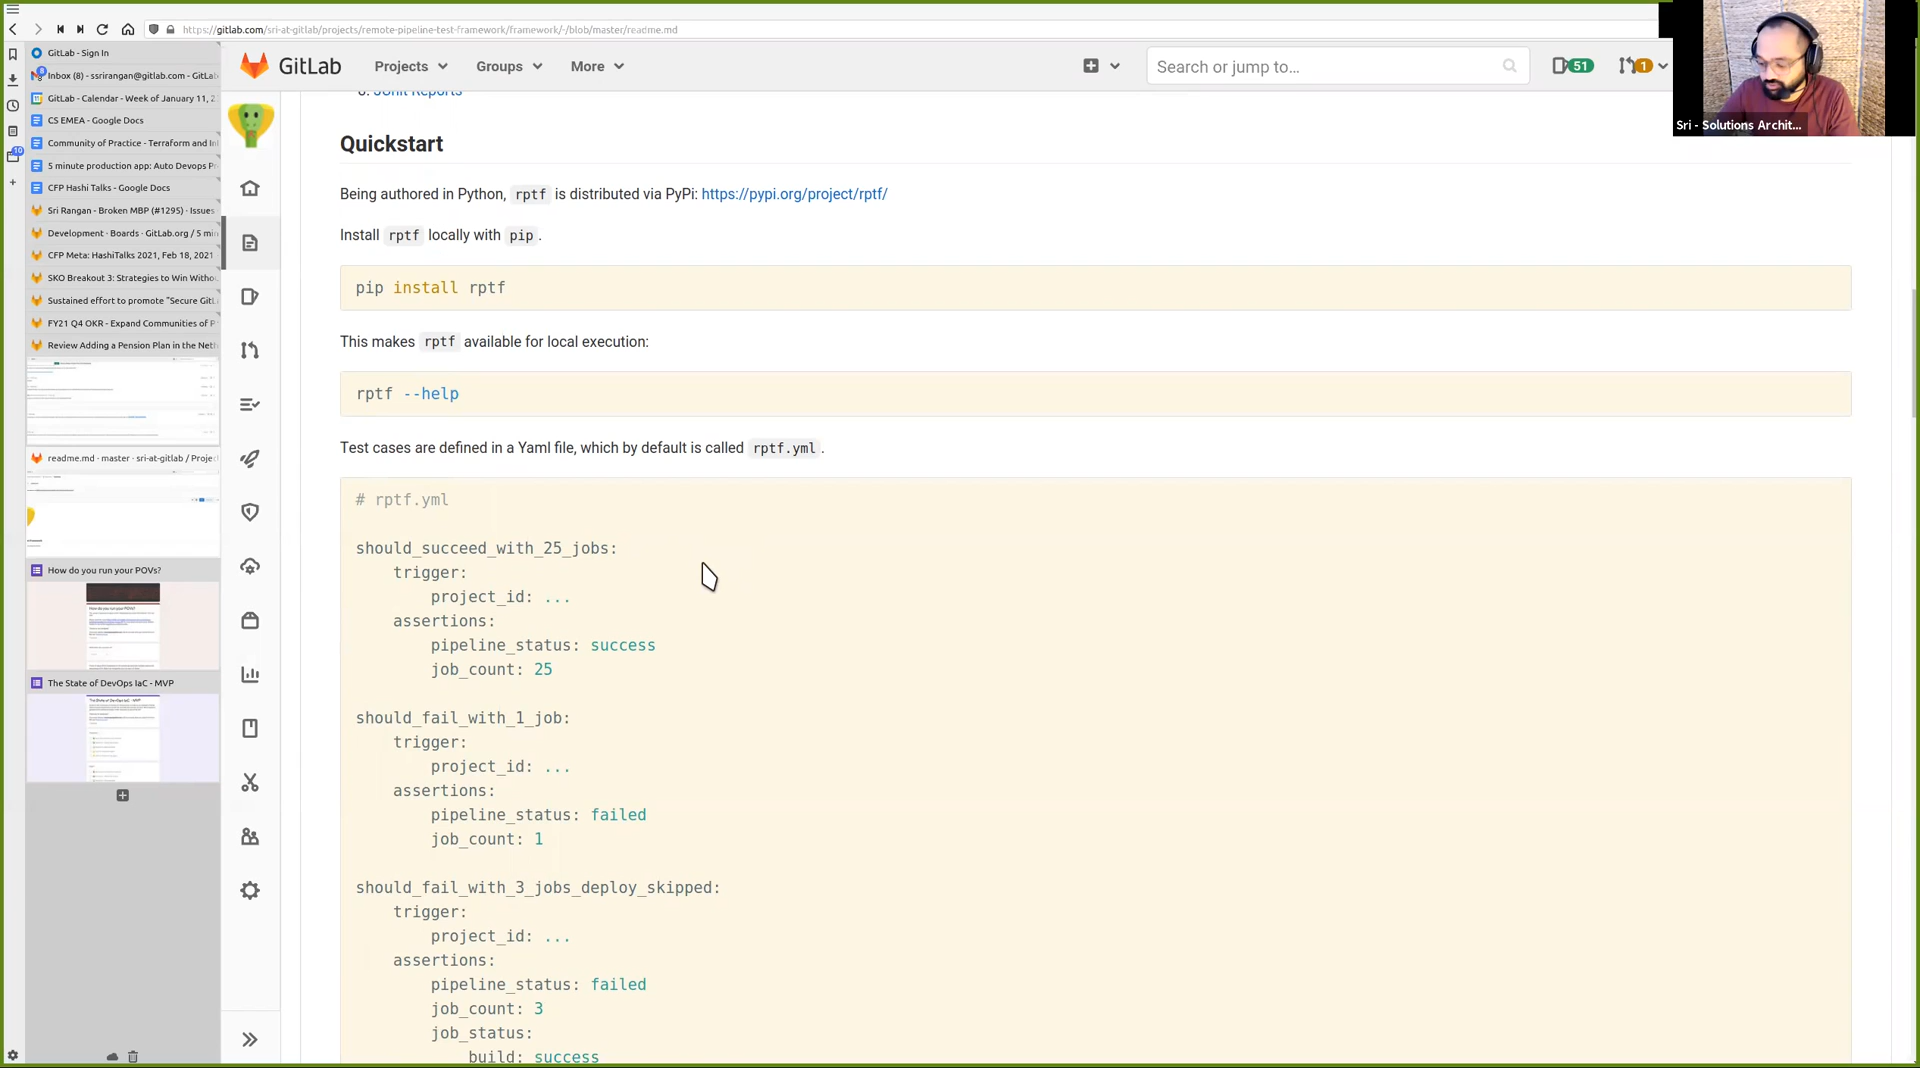 https://gitlab.com/sri-at-gitlab/projects/remote-pipeline-test-framework/framework/-/blob/master/readme.md
GitLab - Sign In
Inbox (8) - ssrirangan@gitlab.com - GitLa
GitLab - Calendar - Week of January 11, 2
CS EMEA - Google Docs
Community of Practice - Terraform and In
5 minute production app: Auto Devops P
CFP Hashi Talks - Google Docs
Sri Rangan - Broken MBP (#1295) · Issues
Development · Boards · GitLab.org / 5 min
CFP Meta: HashiTalks 2021, Feb 18, 2021
SKO Breakout 3: Strategies to Win Withou
Sustained effort to promote "Secure GitL
FY21 Q4 OKR - Expand Communities of P
Review Adding a Pension Plan in the Neth
readme.md · master · sri-at-gitlab / Projec
How do you run your POVs?
The State of DevOps IaC - MVP
10
GitLab
Projects
Groups
More
Search or jump to...
51
1
Sri - Solutions Archit...
8. JUnit Reports
Quickstart
Being authored in Python, rptf is distributed via PyPi: https://pypi.org/project/rptf/
Install rptf locally with pip .
pip install rptf
This makes rptf available for local execution:
rptf --help
Test cases are defined in a Yaml file, which by default is called rptf.yml .
# rptf.yml
should_succeed_with_25_jobs:
trigger:
project_id: ...
assertions:
pipeline_status: success
job_count: 25
should_fail_with_1_job:
trigger:
project_id: ...
assertions:
pipeline_status: failed
job_count: 1
should_fail_with_3_jobs_deploy_skipped:
trigger:
project_id: ...
assertions:
pipeline_status: failed
job_count: 3
job_status:
build: success